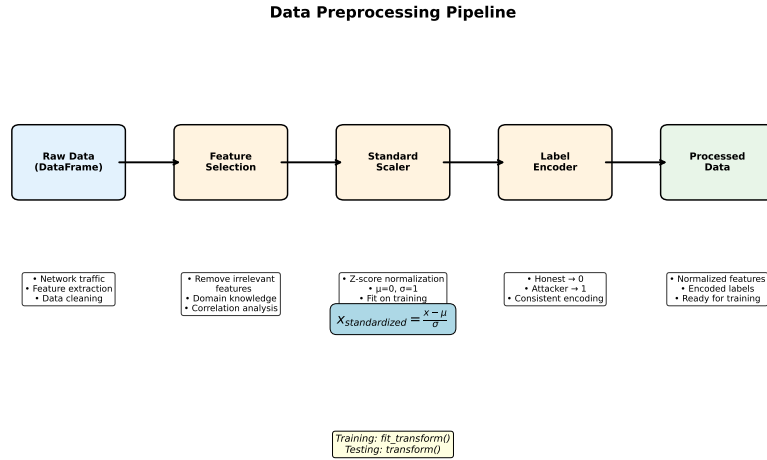 Data Preprocessing Pipeline
Raw Data
(DataFrame)
Feature
Selection
Standard
Scaler
Label
Encoder
Processed
Data
• Network traffic
• Feature extraction
• Data cleaning
• Remove irrelevant
features
• Domain knowledge
• Correlation analysis
• Z-score normalization
• μ=0, σ=1
• Fit on training
• Honest → 0
• Attacker → 1
• Consistent encoding
• Normalized features
• Encoded labels
• Ready for training
x_standardized = (x − μ)/σ
Training: fit_transform()
Testing: transform()